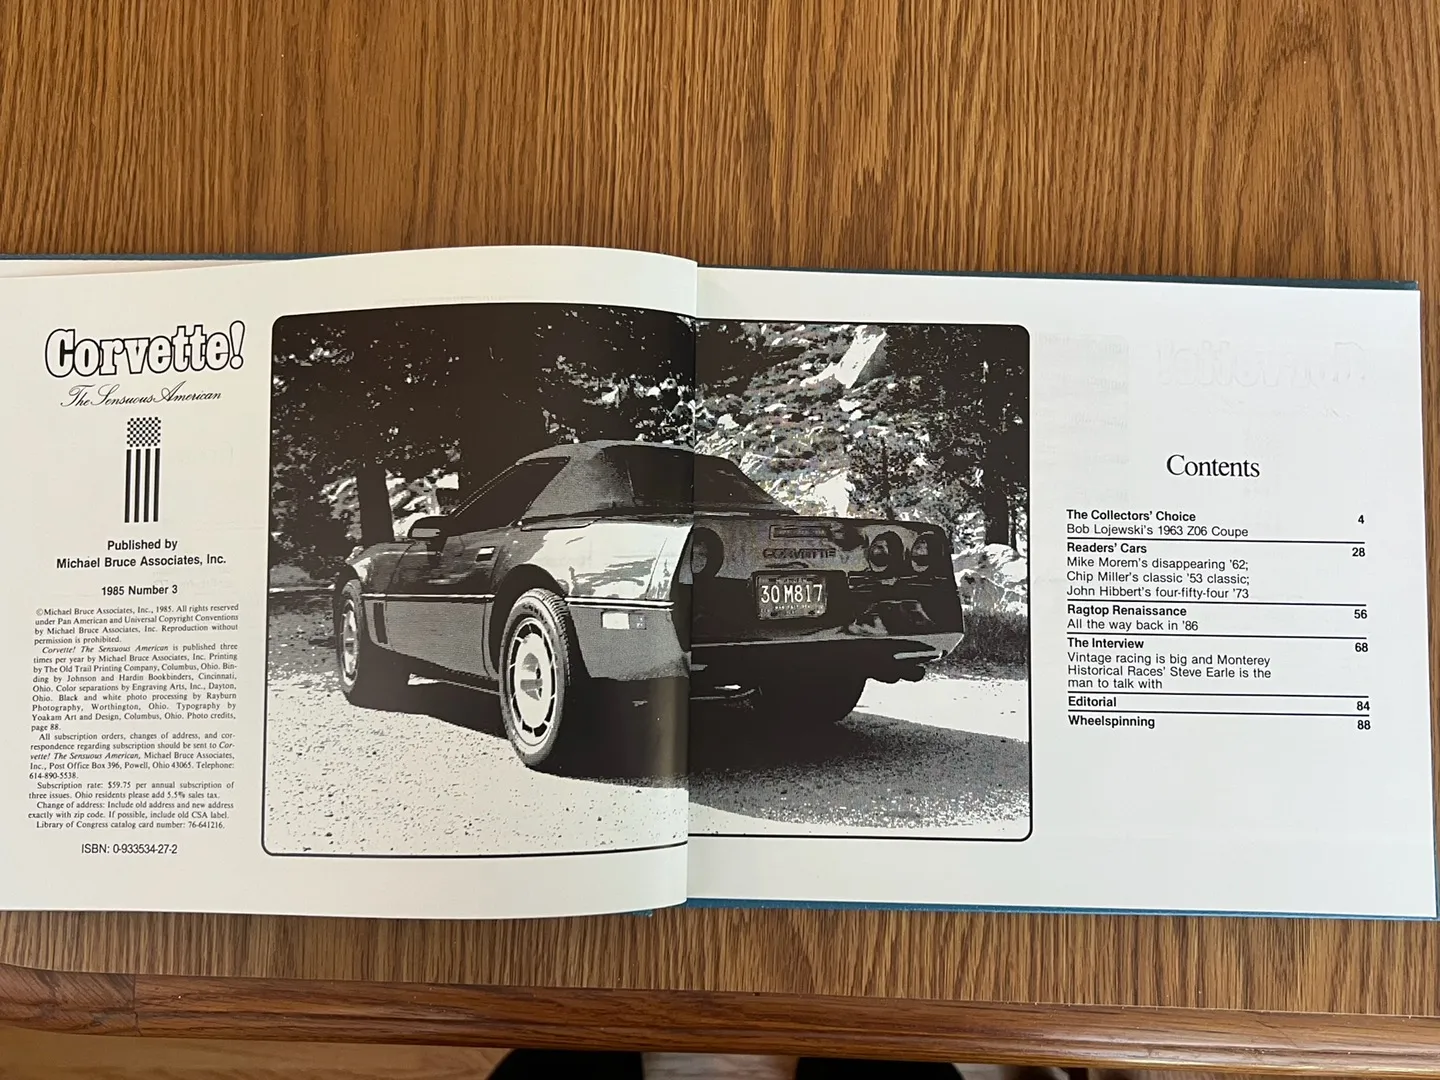 Corvette!
The Sensuous American
Published by
Michael Bruce Associates, Inc.
1985 Number 3
©Michael Bruce Associates, Inc., 1985. All rights reserved
under Pan American and Universal Copyright Conventions
by Michael Bruce Associates, Inc. Reproduction without
permission is prohibited.
Corvette! The Sensuous American is published three
times per year by Michael Bruce Associates, Inc. Printing
by The Old Trail Printing Company, Columbus, Ohio. Bin-
ding by Johnson and Hardin Bookbinders, Cincinnati,
Ohio. Color separations by Engraving Arts, Inc., Dayton,
Ohio. Black and white photo processing by Rayburn
Photography, Worthington, Ohio. Typography by
Yoakam Art and Design, Columbus, Ohio. Photo credits,
page 88.
All subscription orders, changes of address, and cor-
respondence regarding subscription should be sent to Cor-
vette! The Sensuous American, Michael Bruce Associates,
Inc., Post Office Box 396, Powell, Ohio 43065. Telephone:
614-890-5538.
Subscription rate: $59.75 per annual subscription of
three issues. Ohio residents please add 5.5% sales tax.
Change of address: Include old address and new address
exactly with zip code. If possible, include old CSA label.
Library of Congress catalog card number: 76-641216.
ISBN: 0-933534-27-2
CORVETTE
30 M817
Contents
The Collectors' Choice 4
Bob Lojewski's 1963 Z06 Coupe
Readers' Cars 28
Mike Morem's disappearing '62;
Chip Miller's classic '53 classic;
John Hibbert's four-fifty-four '73
Ragtop Renaissance 56
All the way back in '86
The Interview 68
Vintage racing is big and Monterey
Historical Races' Steve Earle is the
man to talk with
Editorial 84
Wheelspinning 88